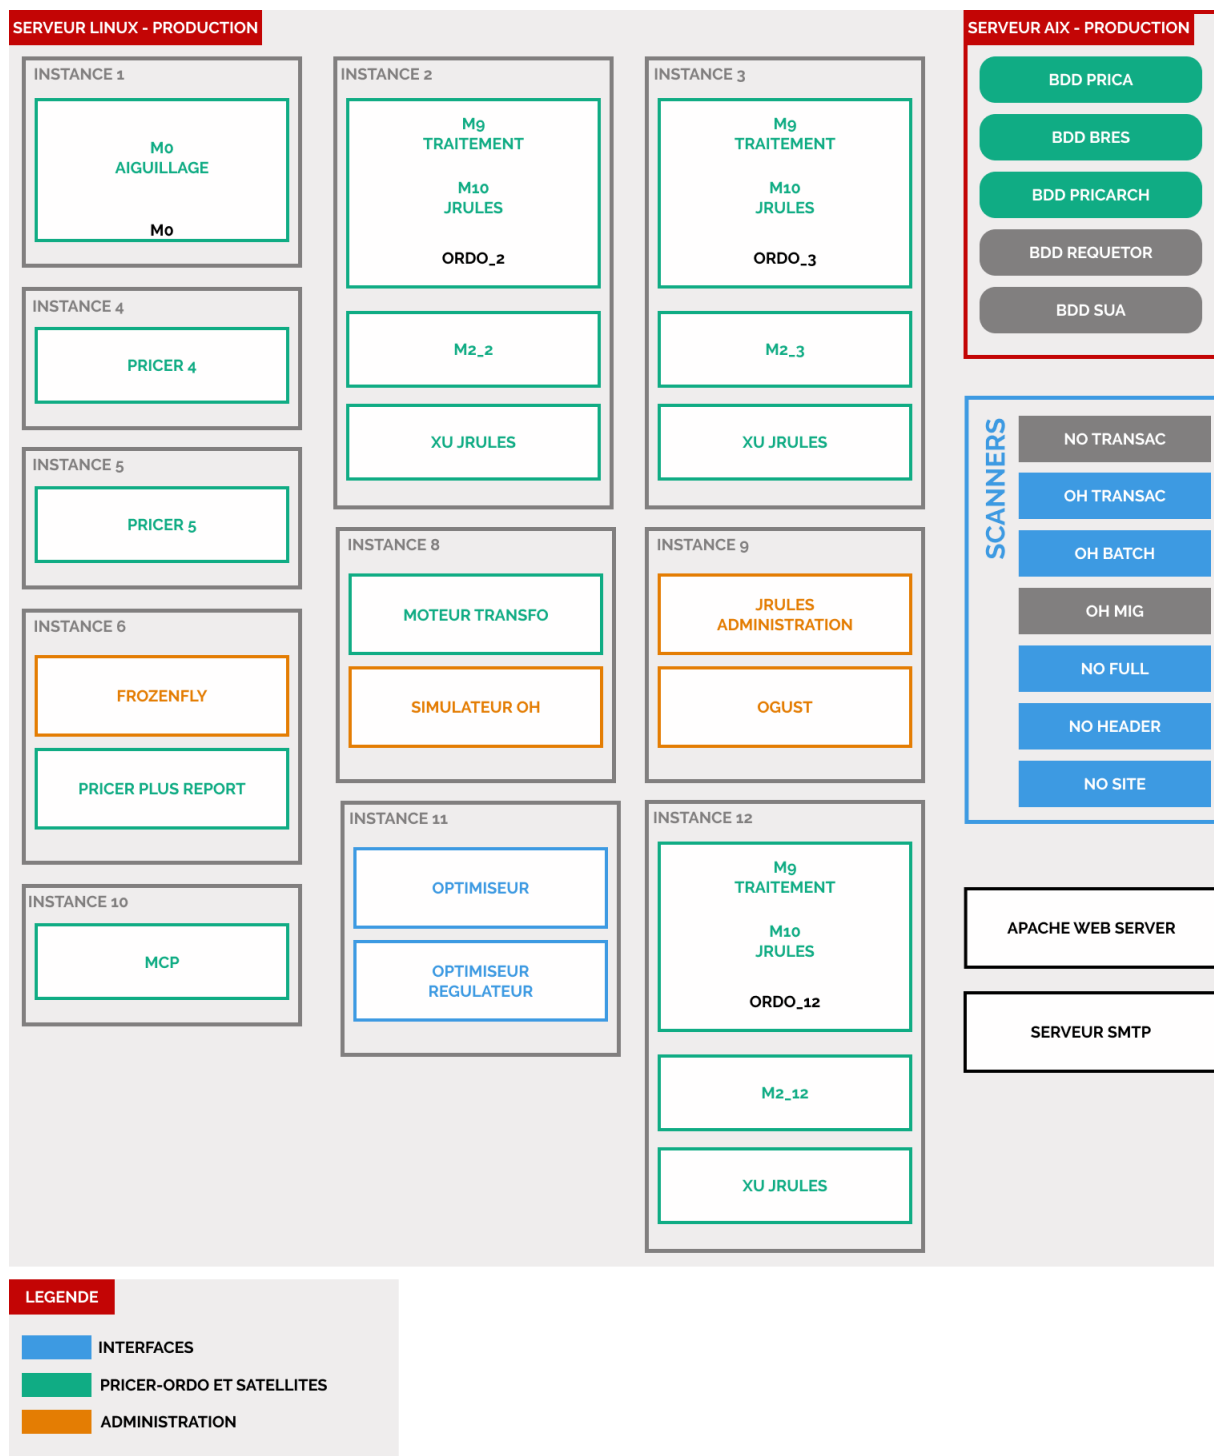 SERVEUR LINUX - PRODUCTION
INSTANCE 1
M0
AIGUILLAGE
M0
INSTANCE 2
M9
TRAITEMENT
M10
JRULES
ORDO_2
M2_2
XU JRULES
INSTANCE 3
M9
TRAITEMENT
M10
JRULES
ORDO_3
M2_3
XU JRULES
INSTANCE 4
PRICER 4
INSTANCE 5
PRICER 5
INSTANCE 6
FROZENFLY
PRICER PLUS REPORT
INSTANCE 8
MOTEUR TRANSFO
SIMULATEUR OH
INSTANCE 9
JRULES
ADMINISTRATION
OGUST
INSTANCE 10
MCP
INSTANCE 11
OPTIMISEUR
OPTIMISEUR
REGULATEUR
INSTANCE 12
M9
TRAITEMENT
M10
JRULES
ORDO_12
M2_12
XU JRULES
SERVEUR AIX - PRODUCTION
BDD PRICA
BDD BRES
BDD PRICARCH
BDD REQUETOR
BDD SUA
SCANNERS
NO TRANSAC
OH TRANSAC
OH BATCH
OH MIG
NO FULL
NO HEADER
NO SITE
APACHE WEB SERVER
SERVEUR SMTP
LEGENDE
INTERFACES
PRICER-ORDO ET SATELLITES
ADMINISTRATION